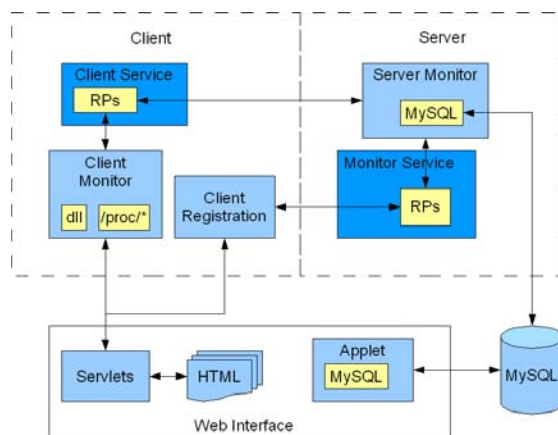 Client
Server
Client Service
RPs
Server Monitor
MySQL
Client
Monitor
dll
/proc/*
Client
Registration
Monitor Service
RPs
Servlets
HTML
Applet
MySQL
MySQL
Web Interface